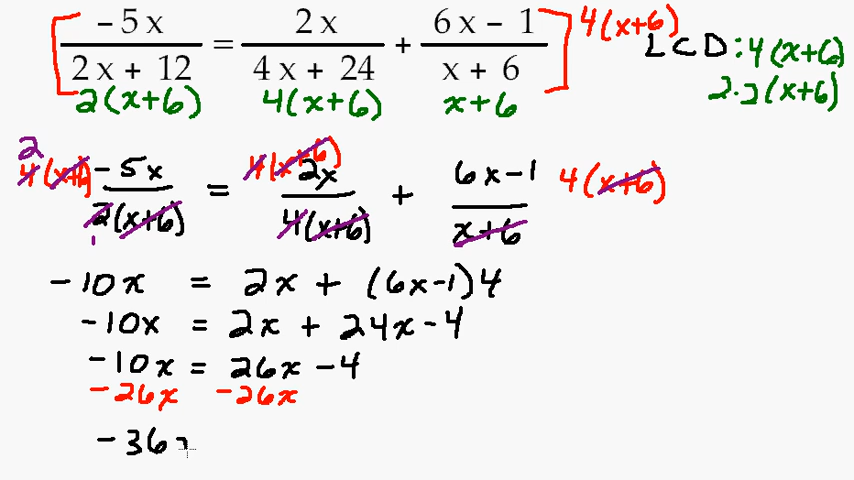 [-5x/(2x + 12) = 2x/(4x + 24) + (6x - 1)/(x + 6)] 4(x+6) LCD: 4(x+6)
2(x+6) 4(x+6) x+6 2·2(x+6)
2 4(x+6) -5x/(2(x+6)) 1 = 4(x+6) 2x/(4(x+6)) + (6x-1)/(x+6) 4(x+6)
-10x = 2x + (6x-1)4
-10x = 2x + 24x - 4
-10x = 26x - 4
-26x -26x
-36